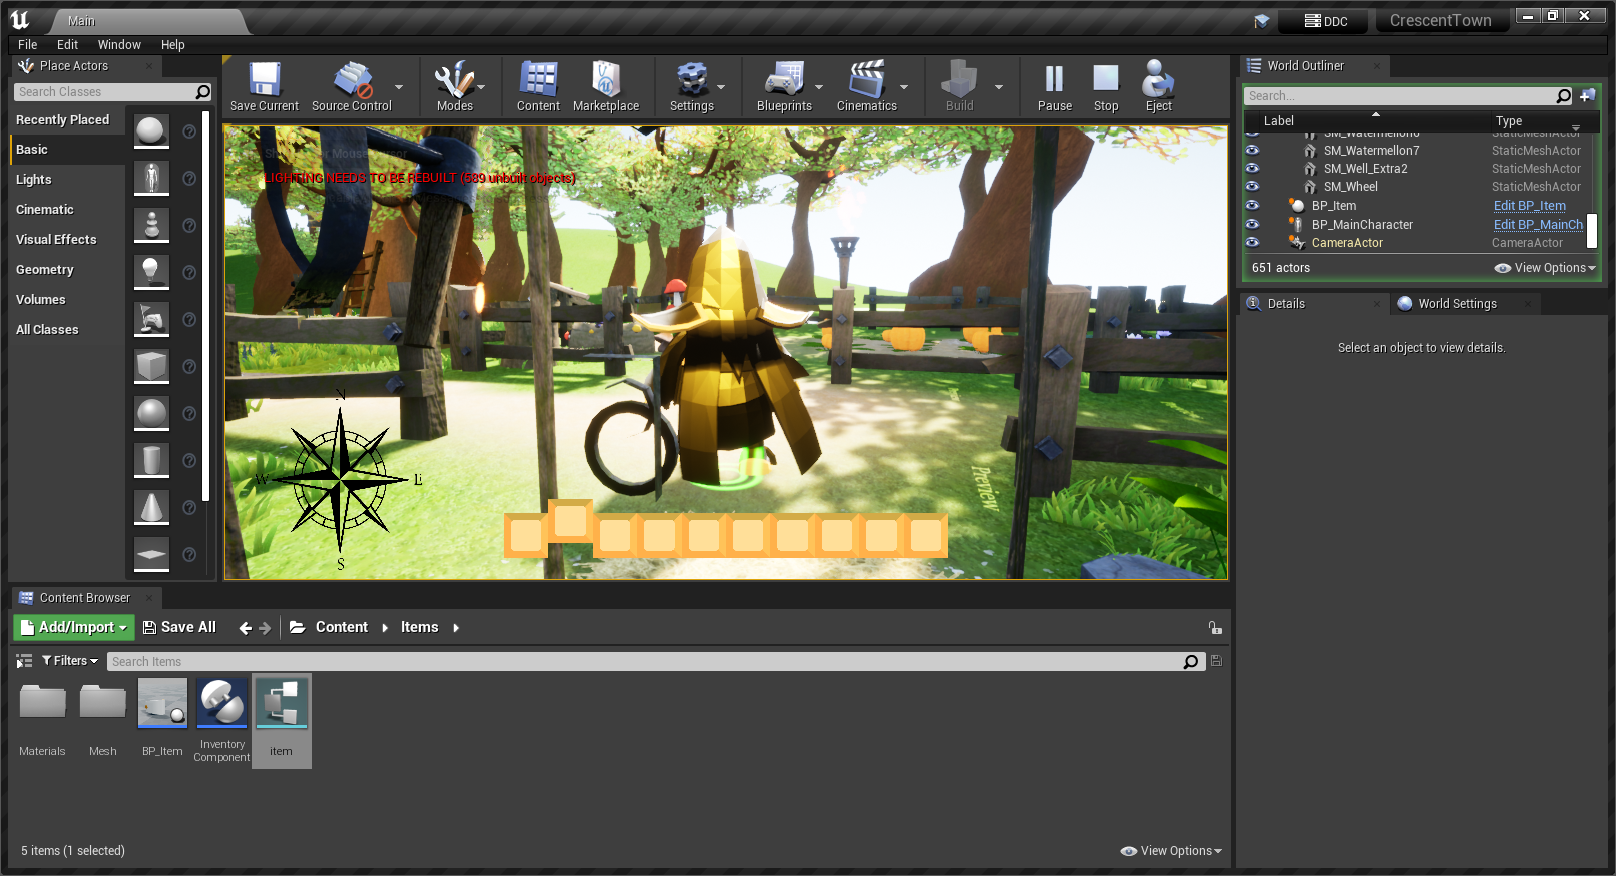 Main
DDC
CrescentTown
File Edit Window Help
Place Actors
Search Classes
Recently Placed
Basic
Lights
Cinematic
Visual Effects
Geometry
Volumes
All Classes
Save Current
Source Control
Modes
Content
Marketplace
Settings
Blueprints
Cinematics
Build
Pause
Stop
Eject
LIGHTING NEEDS TO BE REBUILT (589 unbuilt objects)
N
W
E
S
Preview
World Outliner
Search...
Label Type
SM_Watermellon6 StaticMeshActor
SM_Watermellon7 StaticMeshActor
SM_Well_Extra2 StaticMeshActor
SM_Wheel StaticMeshActor
BP_Item Edit BP_Item
BP_MainCharacter Edit BP_MainCh
CameraActor CameraActor
651 actors View Options
Details
World Settings
Select an object to view details.
Content Browser
Add/Import Save All Content Items
Filters Search Items
Materials
Mesh
BP_Item
Inventory
Component
item
5 items (1 selected) View Options